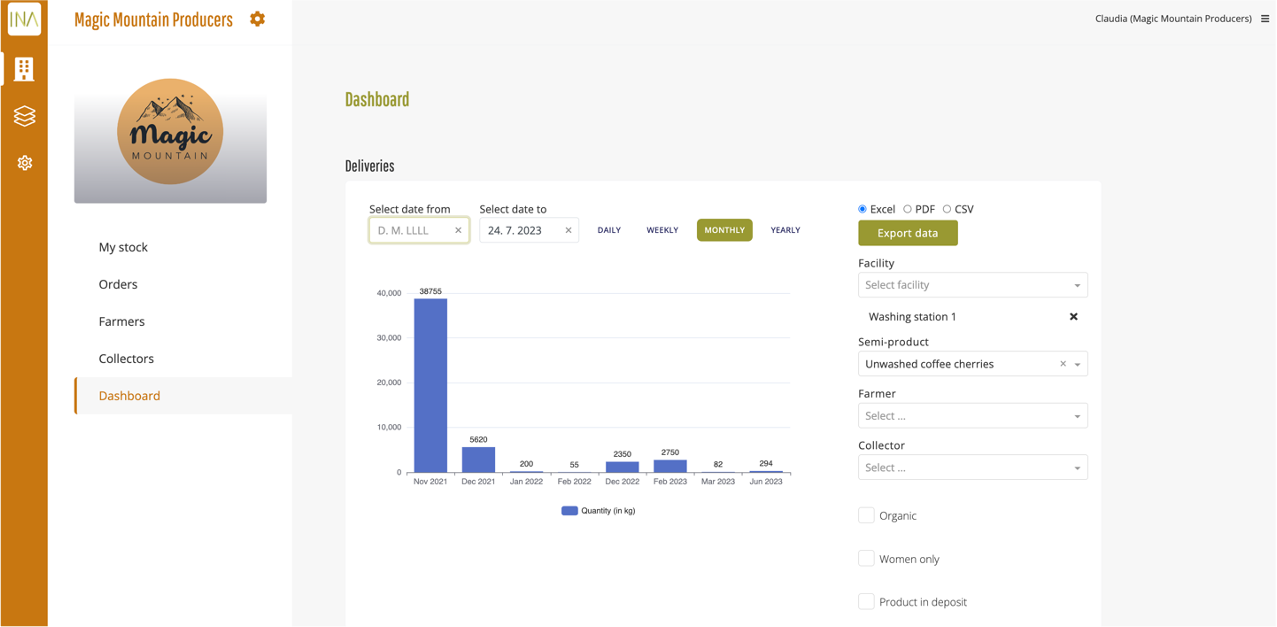 INA
Magic Mountain Producers
Claudia (Magic Mountain Producers)
Magic
MOUNTAIN
My stock
Orders
Farmers
Collectors
Dashboard
Dashboard
Deliveries
Select date from
Select date to
D. M. LLLL ×
24. 7. 2023 ×
DAILY
WEEKLY
MONTHLY
YEARLY
40,000
30,000
20,000
10,000
0
38755
5620
200
55
2350
2750
82
294
Nov 2021
Dec 2021
Jan 2022
Feb 2022
Dec 2022
Feb 2023
Mar 2023
Jun 2023
Quantity (in kg)
Excel
PDF
CSV
Export data
Facility
Select facility
Washing station 1
Semi-product
Unwashed coffee cherries ×
Farmer
Select ...
Collector
Select ...
Organic
Women only
Product in deposit